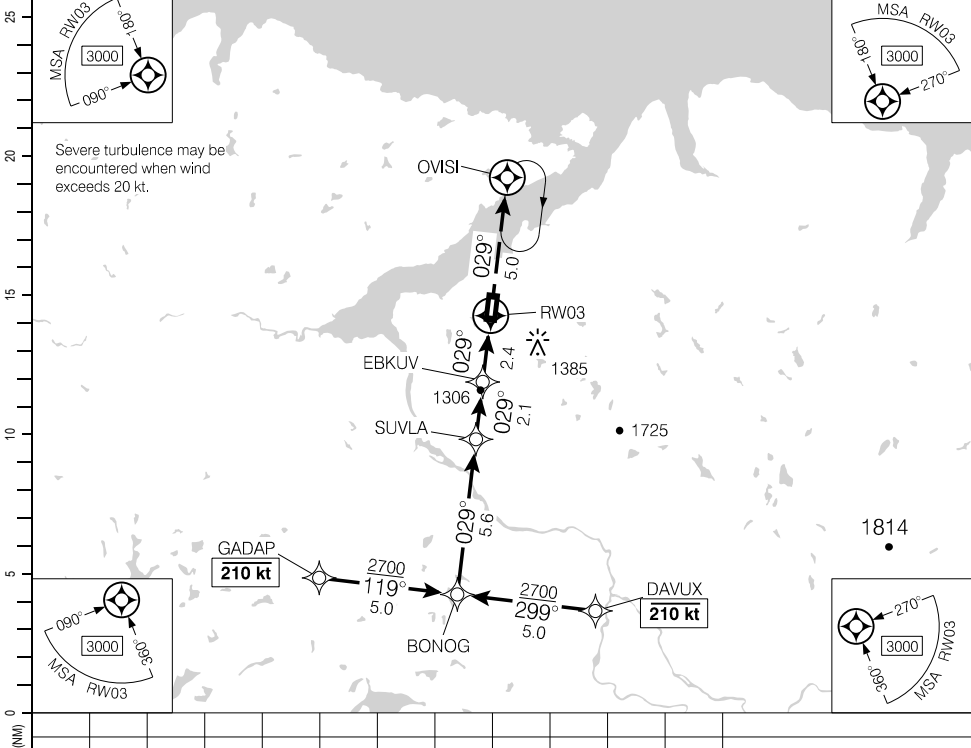 25
MSA RW03
180°
3000
090°
MSA RW03
180°
3000
270°
Severe turbulence may be
encountered when wind
exceeds 20 kt.
20
OVISI
029°
5.0
15
RW03
029°
2.4
EBKUV
1385
1306
029°
2.1
SUVLA
10
1725
029°
5.6
1814
GADAP
210 kt
2700
119°
5.0
2700
299°
5.0
DAVUX
210 kt
BONOG
5
090°
3000
360°
MSA RW03
270°
3000
360°
MSA RW03
0
(NM)